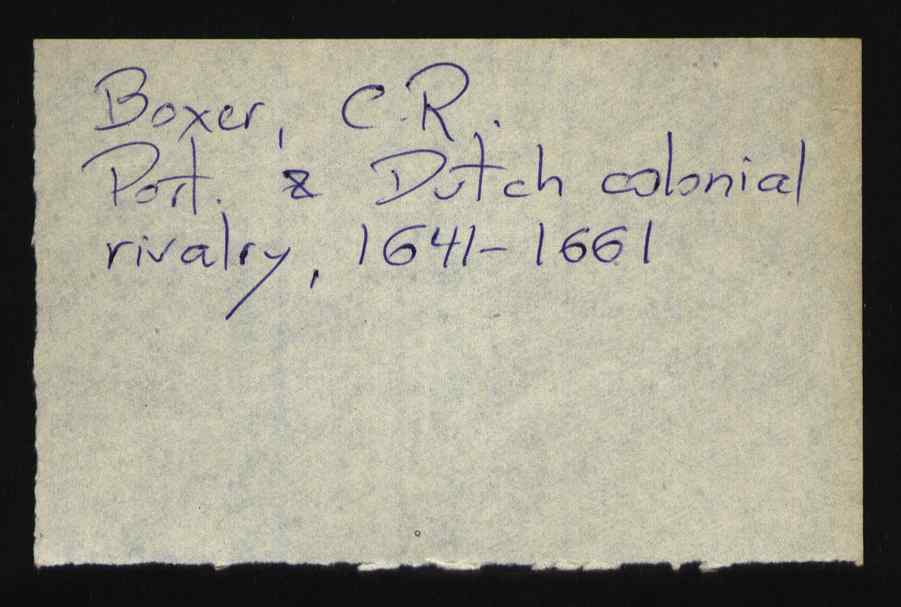 Boxer, C.R.
Port. & Dutch colonial
rivalry, 1641-1661